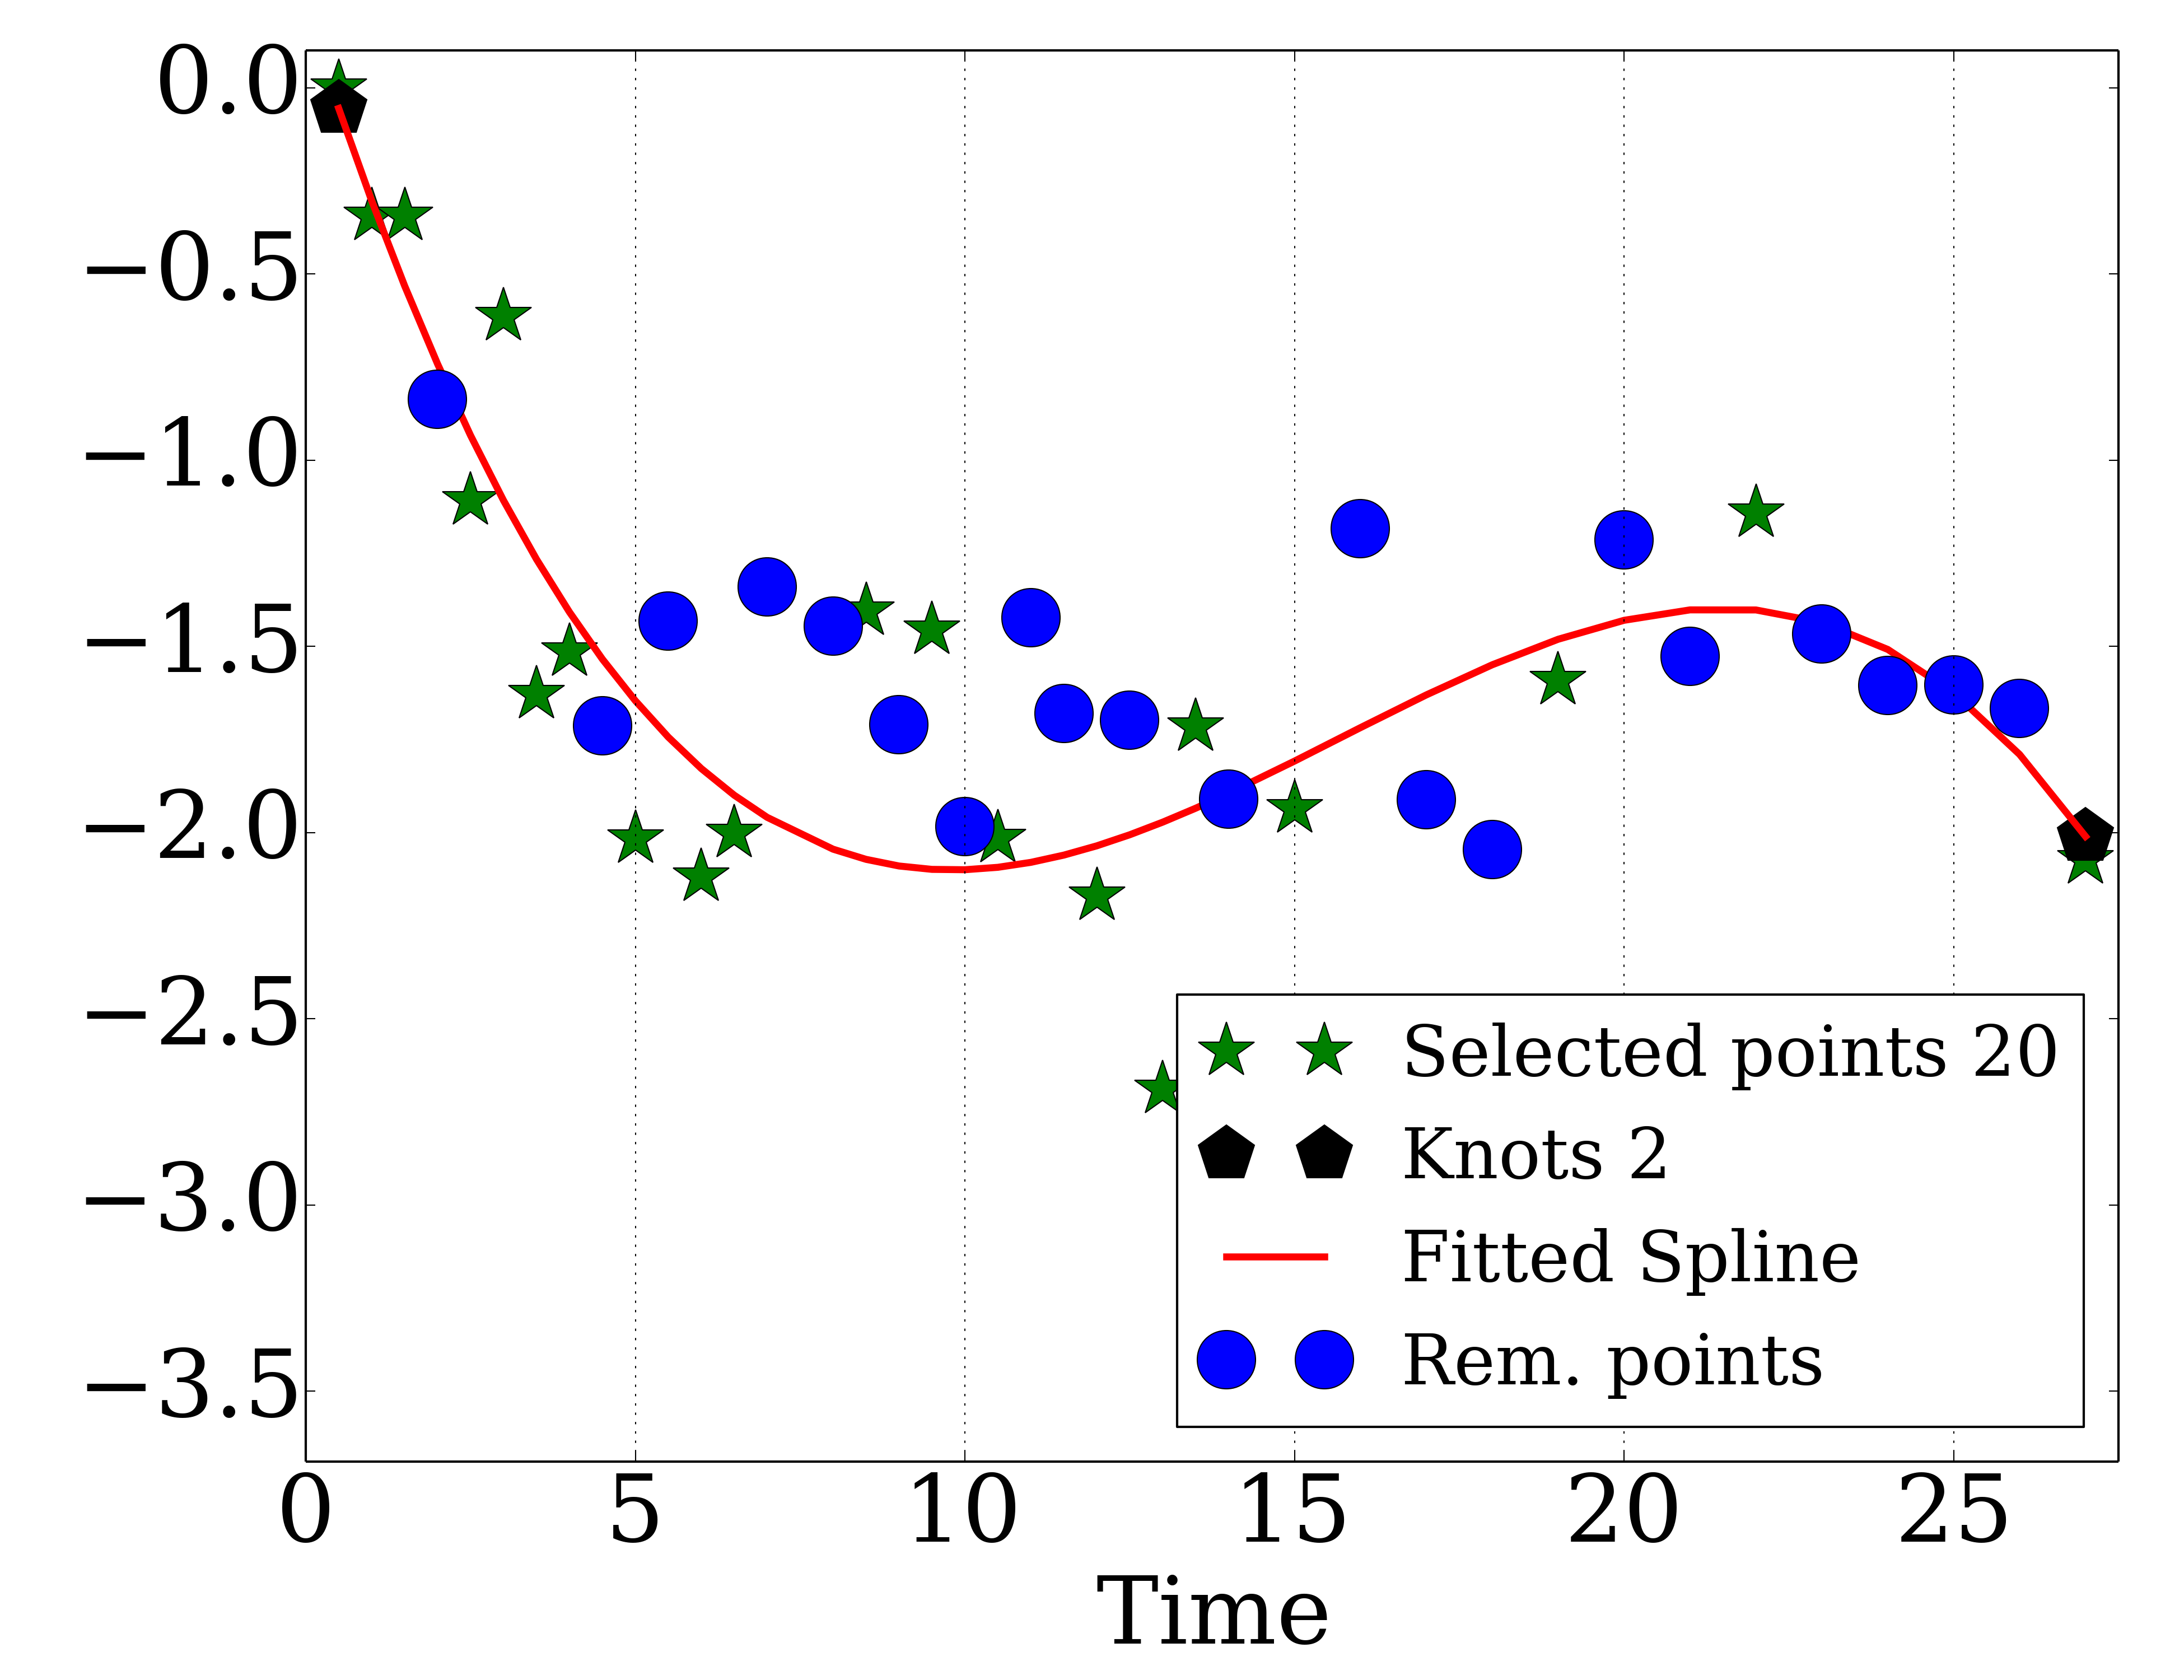 0.0
−0.5
−1.0
−1.5
−2.0
−2.5
−3.0
−3.5
Selected points 20
Knots 2
Fitted Spline
Rem. points
0 5 10 15 20 25
Time